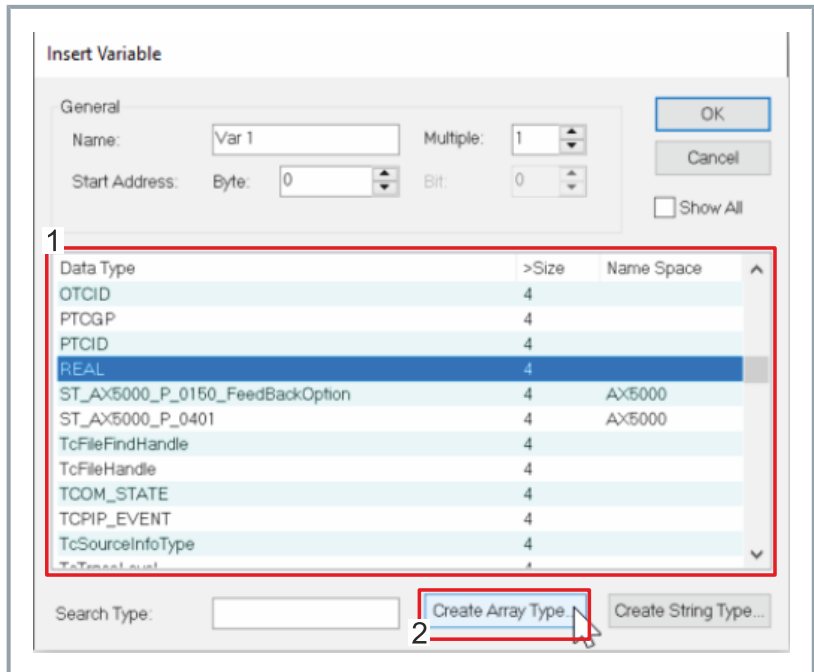 Insert Variable
General
OK
Name: Var 1 Multiple: 1
Cancel
Start Address: Byte: 0 Bit: 0
Show All
1
Data Type >Size Name Space
OTCID 4
PTCGP 4
PTCID 4
REAL 4
ST_AX5000_P_0150_FeedBackOption 4 AX5000
ST_AX5000_P_0401 4 AX5000
TcFileFindHandle 4
TcFileHandle 4
TCOM_STATE 4
TCPIP_EVENT 4
TcSourceInfoType 4
Search Type: Create Array Type... Create String Type...
2